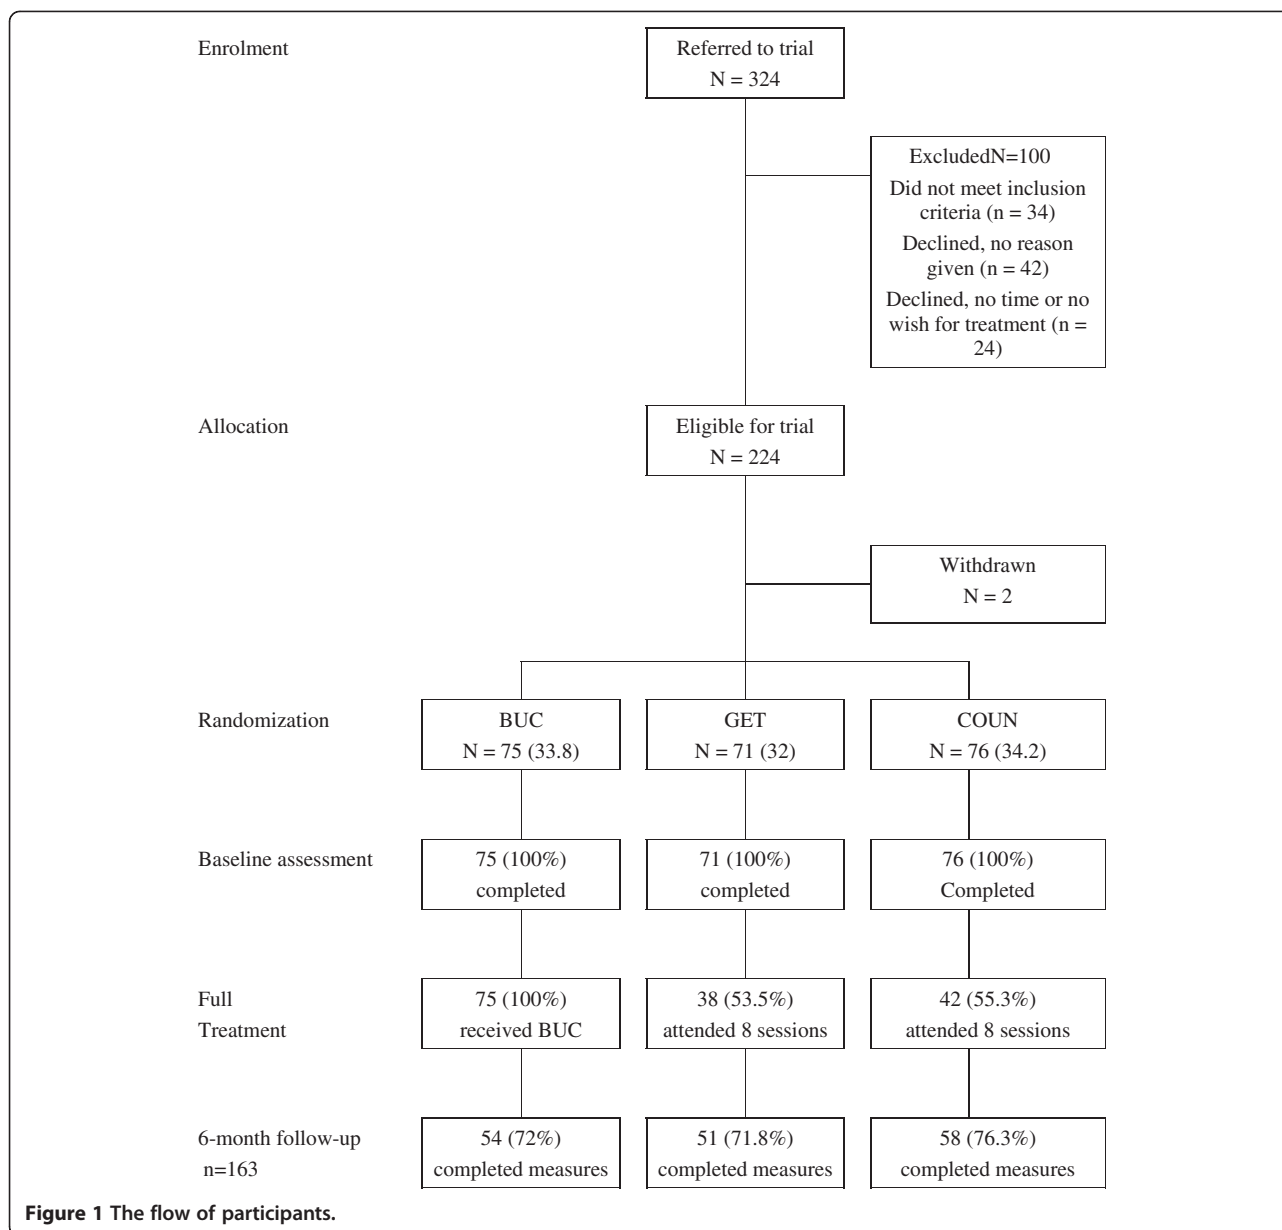 Enrolment
Referred to trial
N = 324
ExcludedN=100
Did not meet inclusion
criteria (n = 34)
Declined, no reason
given (n = 42)
Declined, no time or no
wish for treatment (n =
24)
Allocation
Eligible for trial
N = 224
Withdrawn
N = 2
Randomization
BUC
N = 75 (33.8)
GET
N = 71 (32)
COUN
N = 76 (34.2)
Baseline assessment
75 (100%)
completed
71 (100%)
completed
76 (100%)
Completed
Full
Treatment
75 (100%)
received BUC
38 (53.5%)
attended 8 sessions
42 (55.3%)
attended 8 sessions
6-month follow-up
n=163
54 (72%)
completed measures
51 (71.8%)
completed measures
58 (76.3%)
completed measures
Figure 1 The flow of participants.